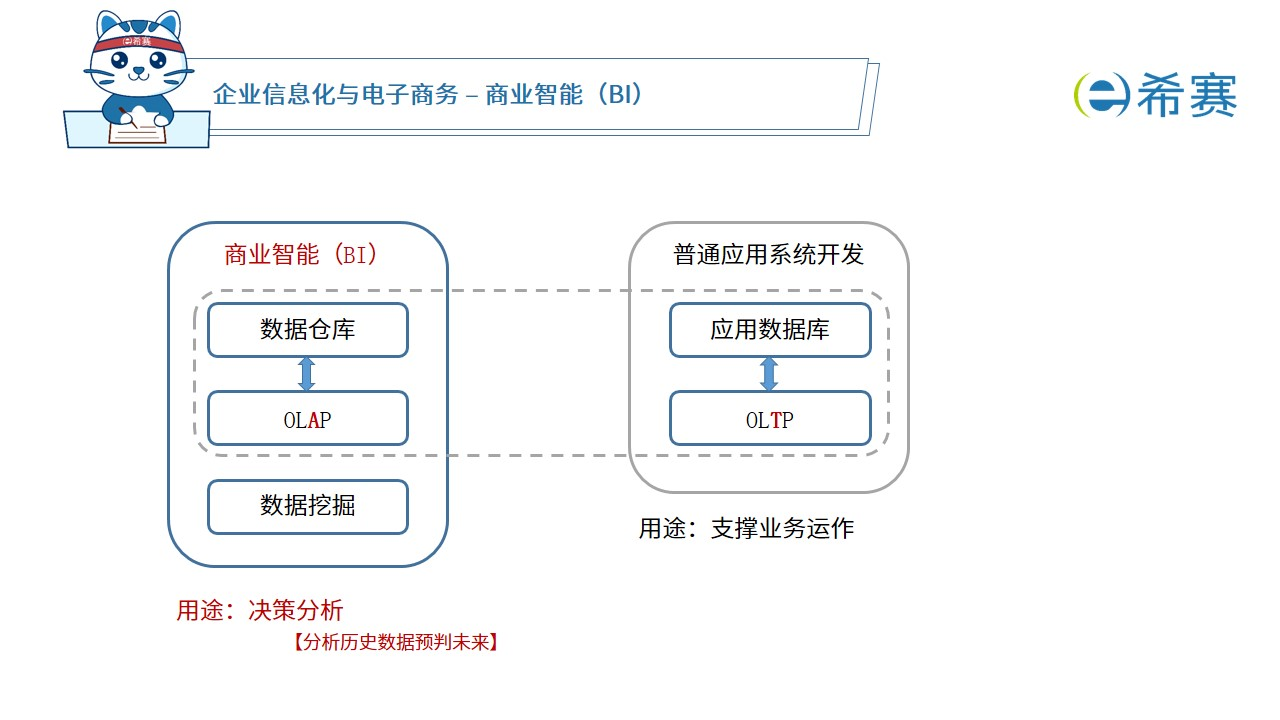 希赛
企业信息化与电子商务 – 商业智能（BI）
希赛
商业智能（BI）
数据仓库
OLAP
数据挖掘
用途：决策分析
【分析历史数据预判未来】
普通应用系统开发
应用数据库
OLTP
用途：支撑业务运作